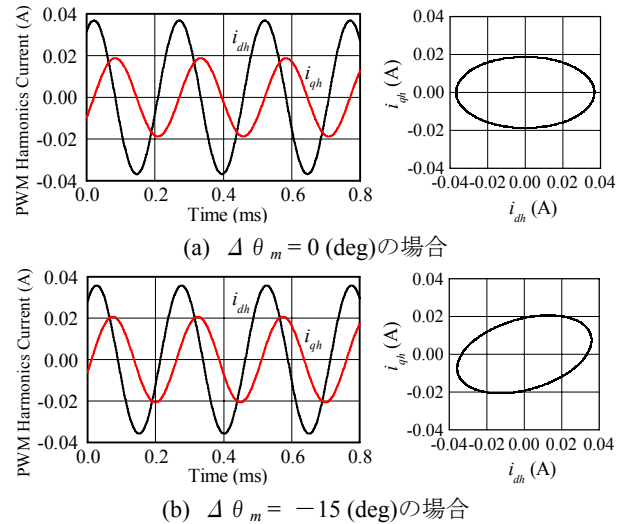 (a)
PWM Harmonics Current (A)
0.04
0.02
0.00
-0.02
-0.04
i_dh
i_qh
0.0 0.2 0.4 0.6 0.8
Time (ms)
i_qh (A)
0.04
0.02
0.00
-0.02
-0.04
-0.04 -0.02 0.00 0.02 0.04
i_dh (A)
(a) Δθ_m = 0 (deg)の場合
PWM Harmonics Current (A)
0.04
0.02
0.00
-0.02
-0.04
i_dh
i_qh
0.0 0.2 0.4 0.6 0.8
Time (ms)
i_qh (A)
0.04
0.02
0.00
-0.02
-0.04
-0.04 -0.02 0.00 0.02 0.04
i_dh (A)
(b) Δθ_m = －15 (deg)の場合